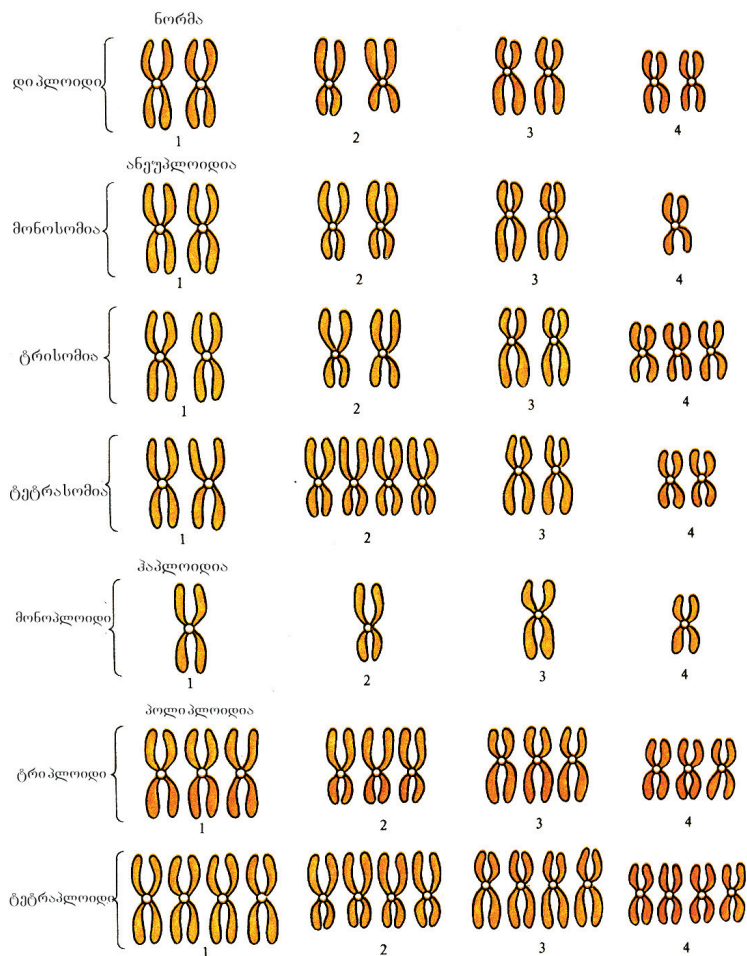 ნორმა
დიპლოიდი
1 2 3 4
ანეუპლოიდია
მონოსომია
1 2 3 4
ტრისომია
1 2 3 4
ტეტრასომია
1 2 3 4
ჰაპლოიდია
მონოპლოიდი
1 2 3 4
პოლიპლოიდია
ტრიპლოიდი
1 2 3 4
ტეტრაპლოიდი
1 2 3 4